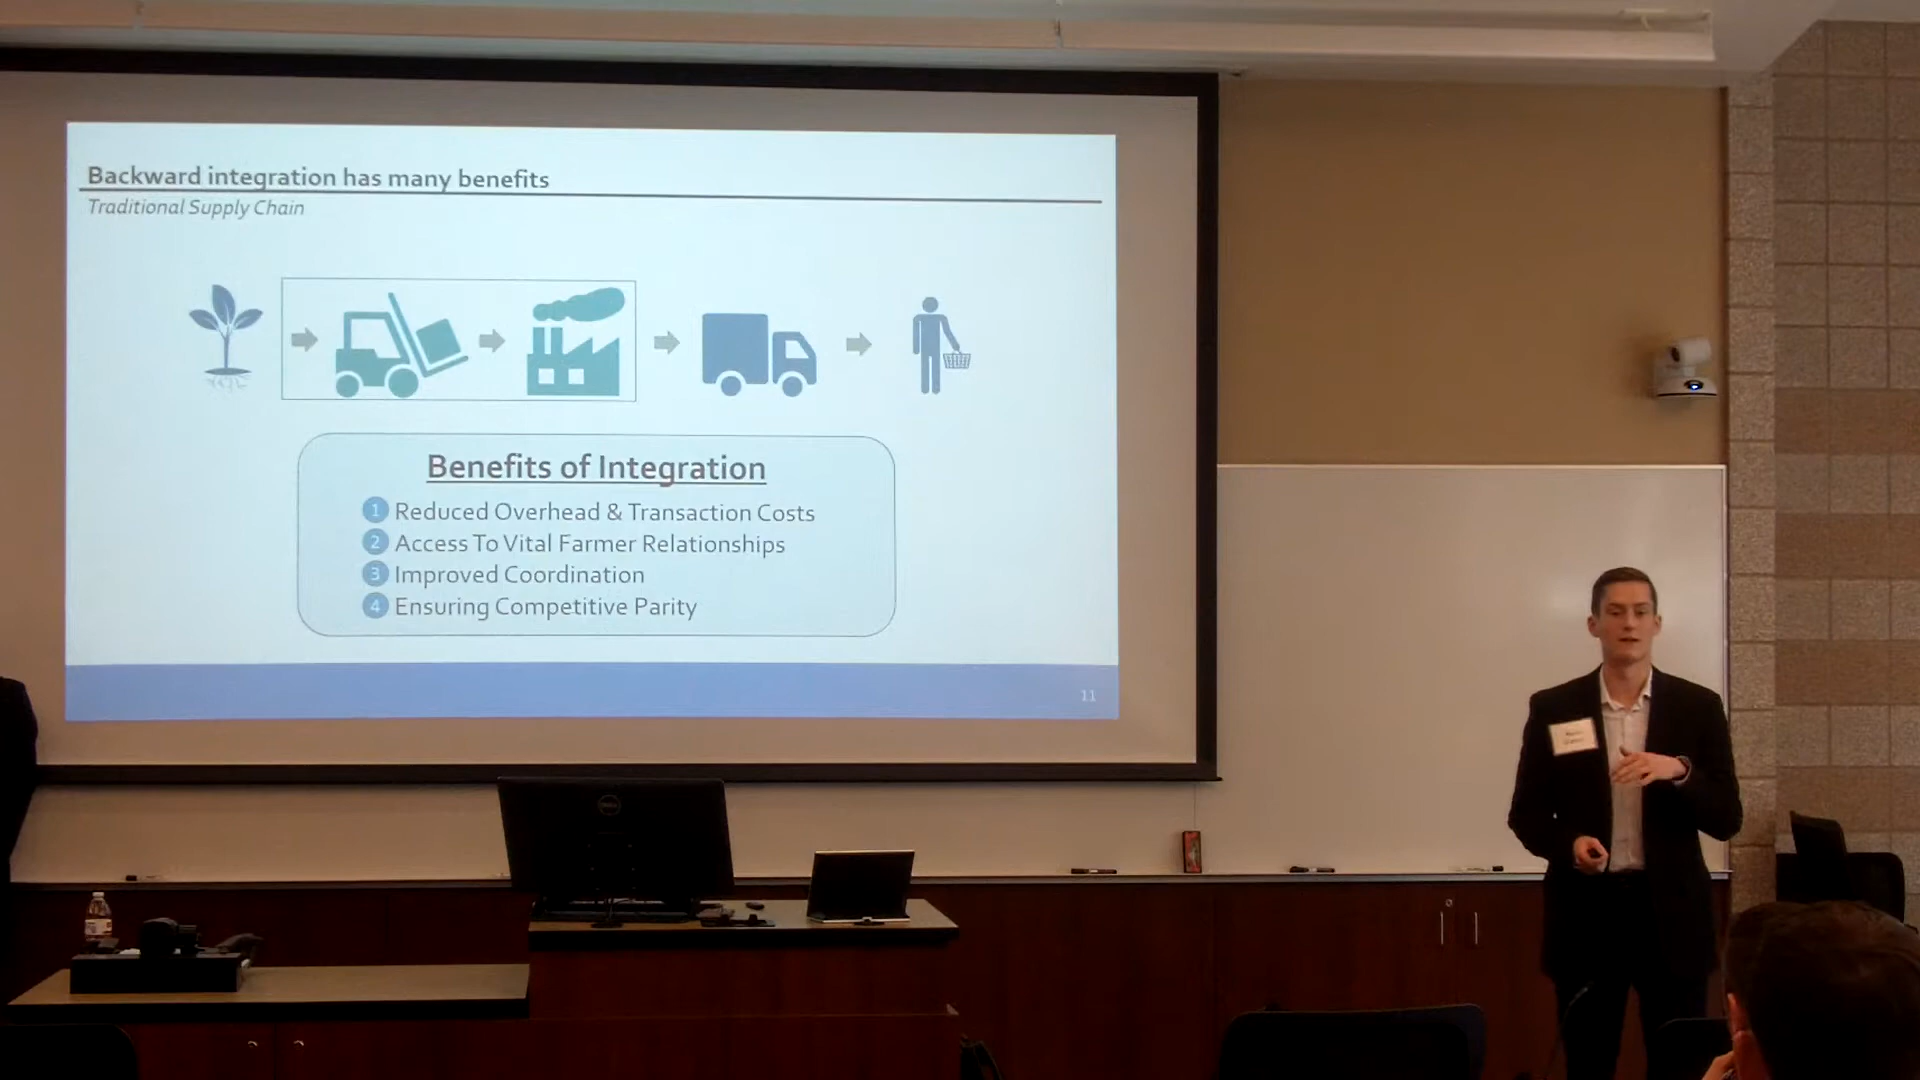 Backward integration has many benefits
Traditional Supply Chain
Benefits of Integration
1 Reduced Overhead & Transaction Costs
2 Access To Vital Farmer Relationships
3 Improved Coordination
4 Ensuring Competitive Parity
11
DELL